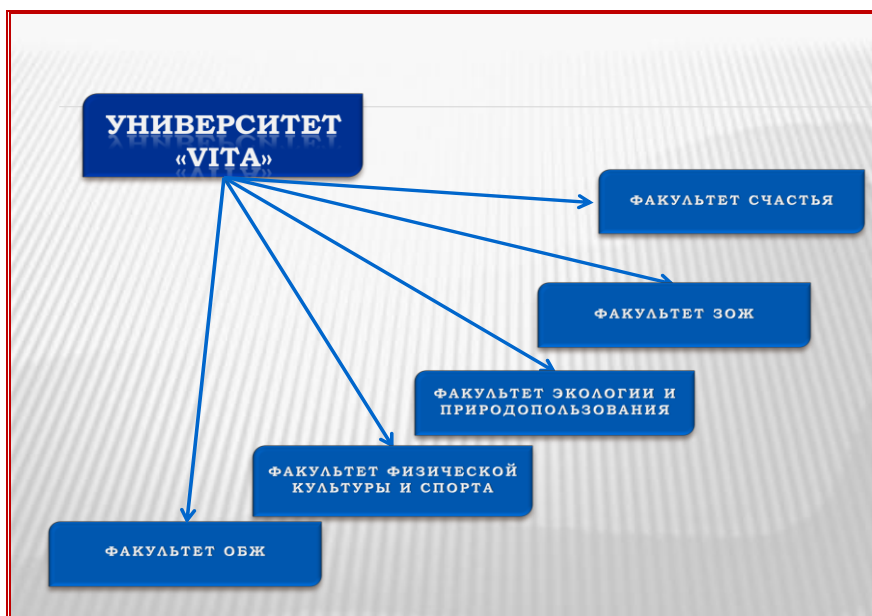 УНИВЕРСИТЕТ
«VITA»
ФАКУЛЬТЕТ СЧАСТЬЯ
ФАКУЛЬТЕТ ЗОЖ
ФАКУЛЬТЕТ ЭКОЛОГИИ И
ПРИРОДОПОЛЬЗОВАНИЯ
ФАКУЛЬТЕТ ФИЗИЧЕСКОЙ
КУЛЬТУРЫ И СПОРТА
ФАКУЛЬТЕТ ОБЖ